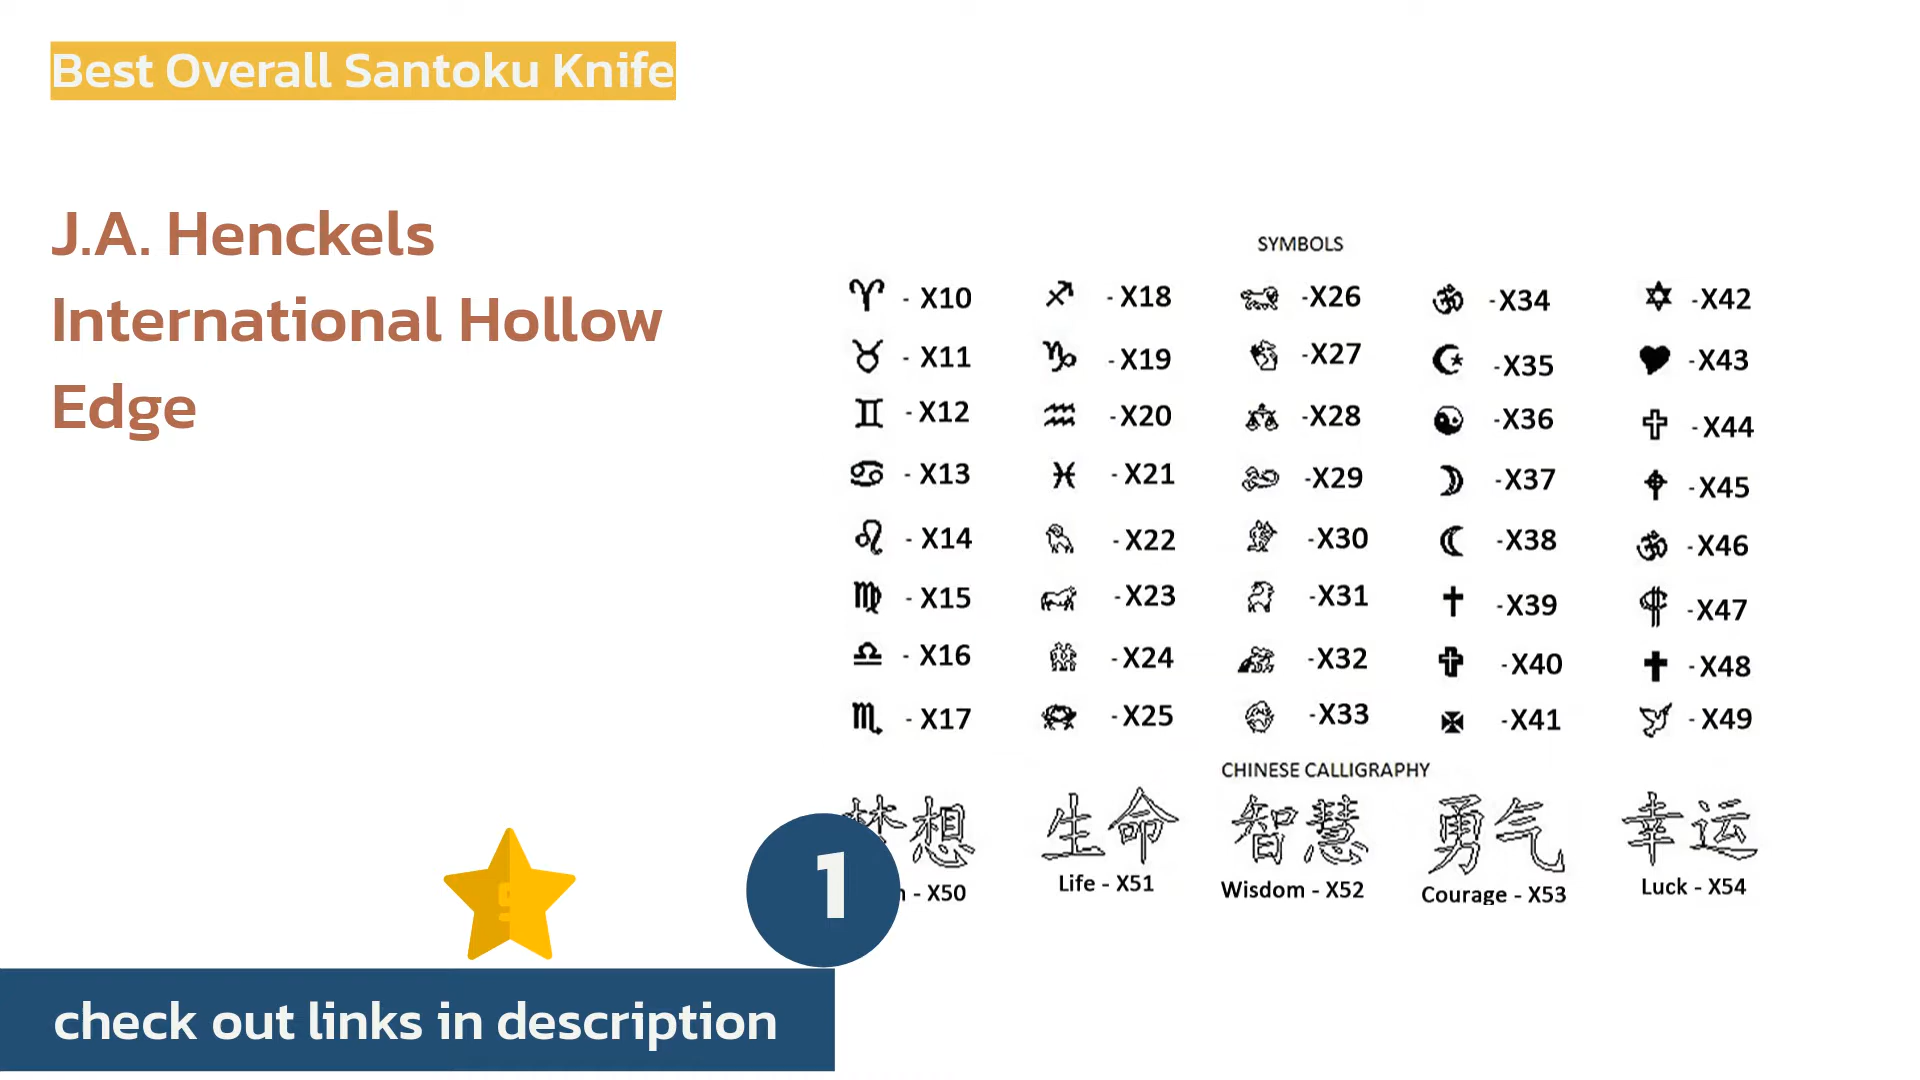 Best Overall Santoku Knife
J.A. Henckels
International Hollow
Edge
SYMBOLS
♈ - X10
♐ - X18
-X26
ॐ -X34
✡ -X42
♉ - X11
♑ - X19
-X27
☪ -X35
♥ -X43
♊ - X12
♒ - X20
-X28
☯ -X36
- X44
♋ - X13
♓ - X21
-X29
-X37
-X45
♌ - X14
- X22
-X30
-X38
ॐ -X46
♍ - X15
- X23
-X31
-X39
-X47
♎ - X16
- X24
-X32
-X40
-X48
♏ - X17
- X25
-X33
-X41
-X49
CHINESE CALLIGRAPHY
梦想 生命 智慧 勇气 幸运
- X50
Life - X51
Wisdom - X52
Courage - X53
Luck - X54
1
check out links in description